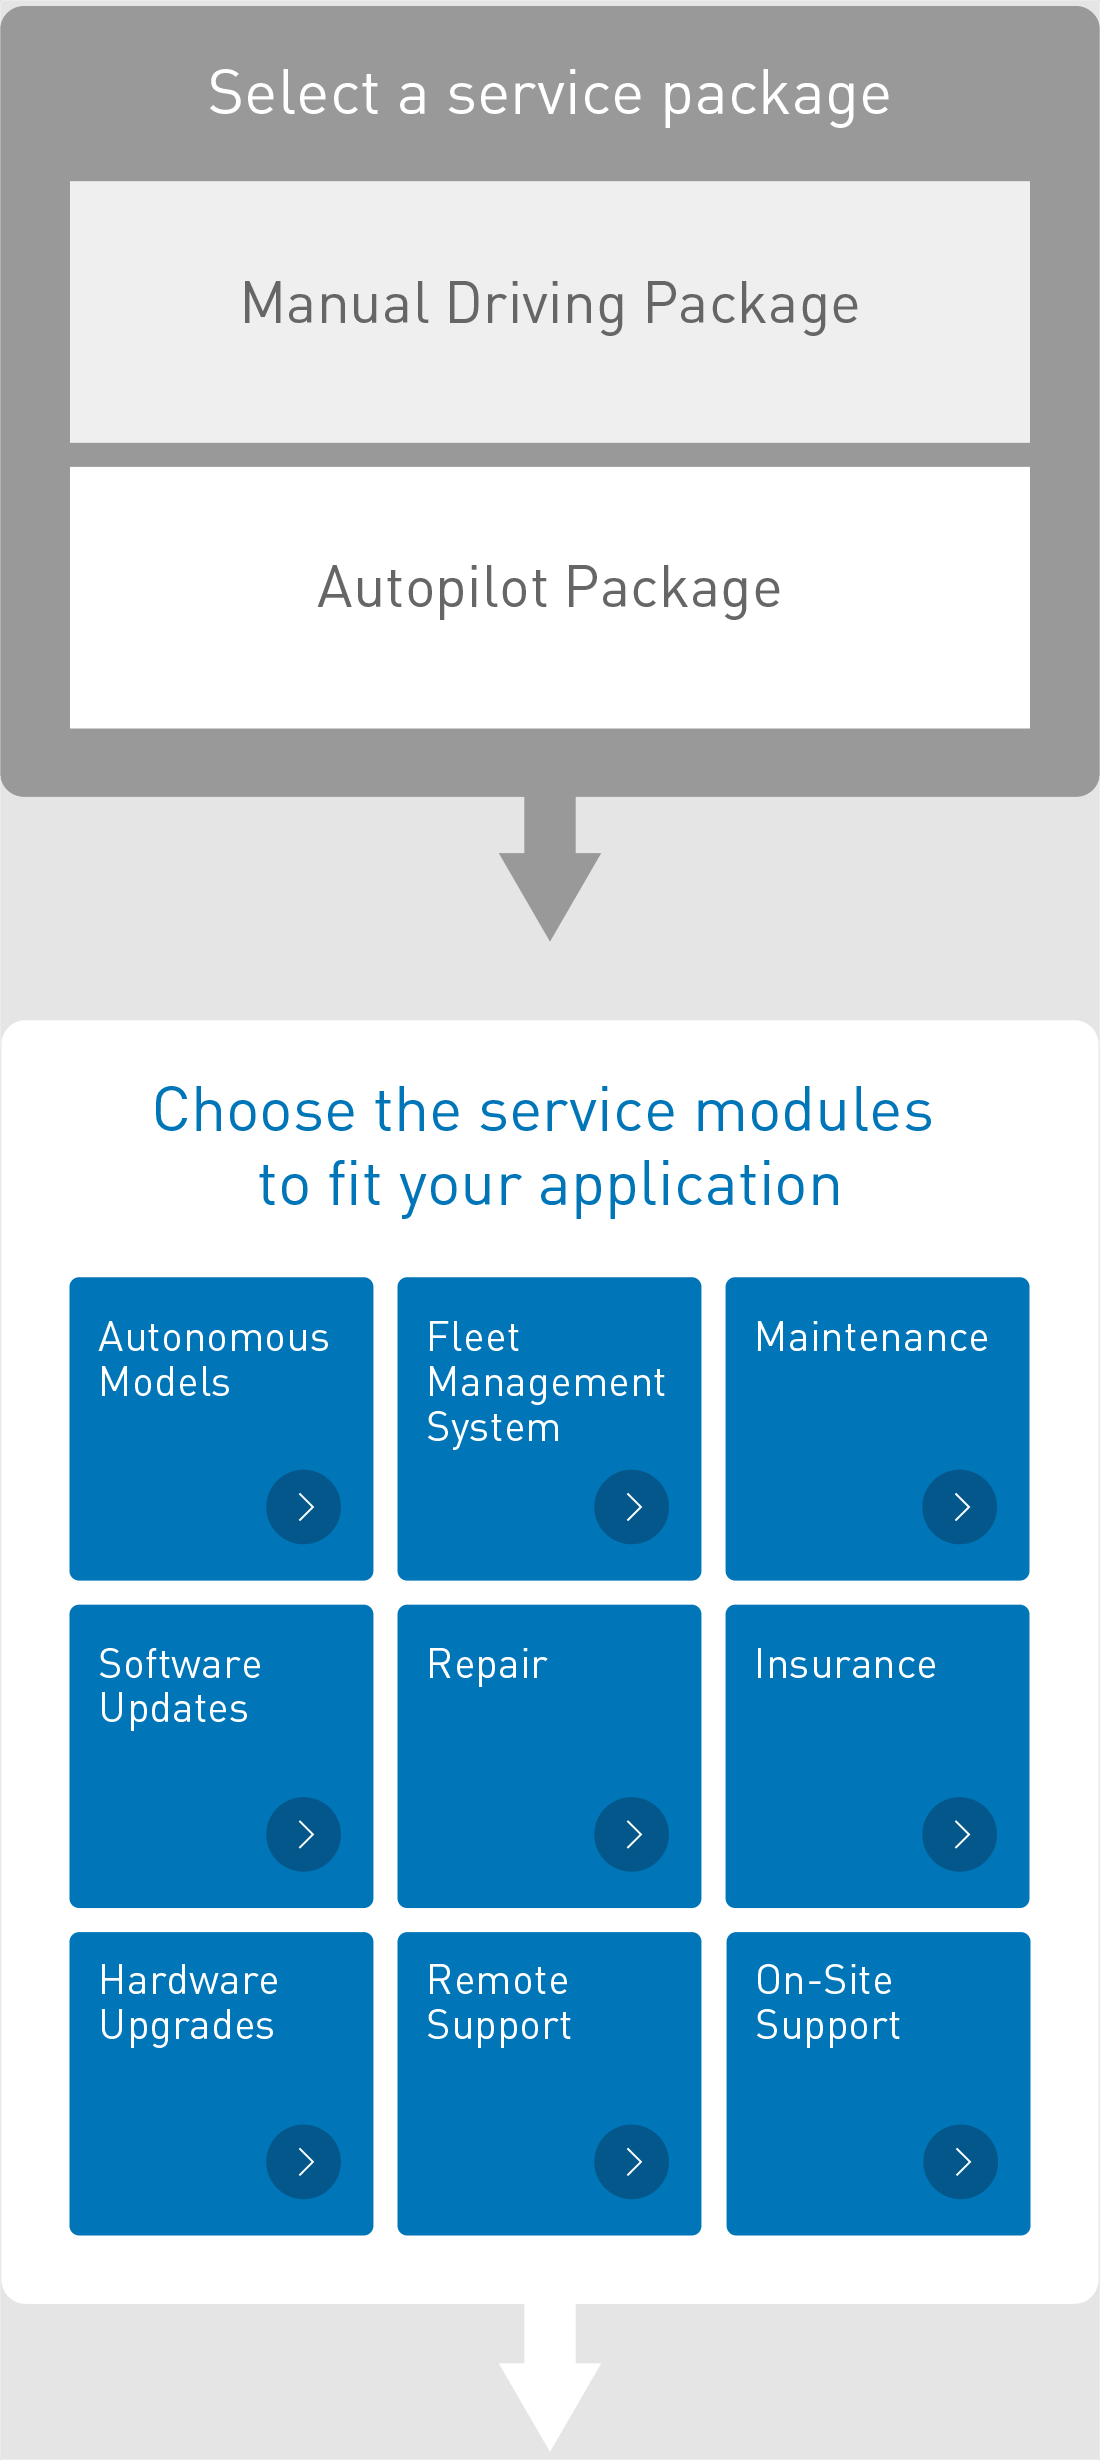 Select a service package
Manual Driving Package
Autopilot Package
Choose the service modules
to fit your application
Autonomous
Models
Fleet
Management
System
Maintenance
Software
Updates
Repair
Insurance
Hardware
Upgrades
Remote
Support
On-Site
Support